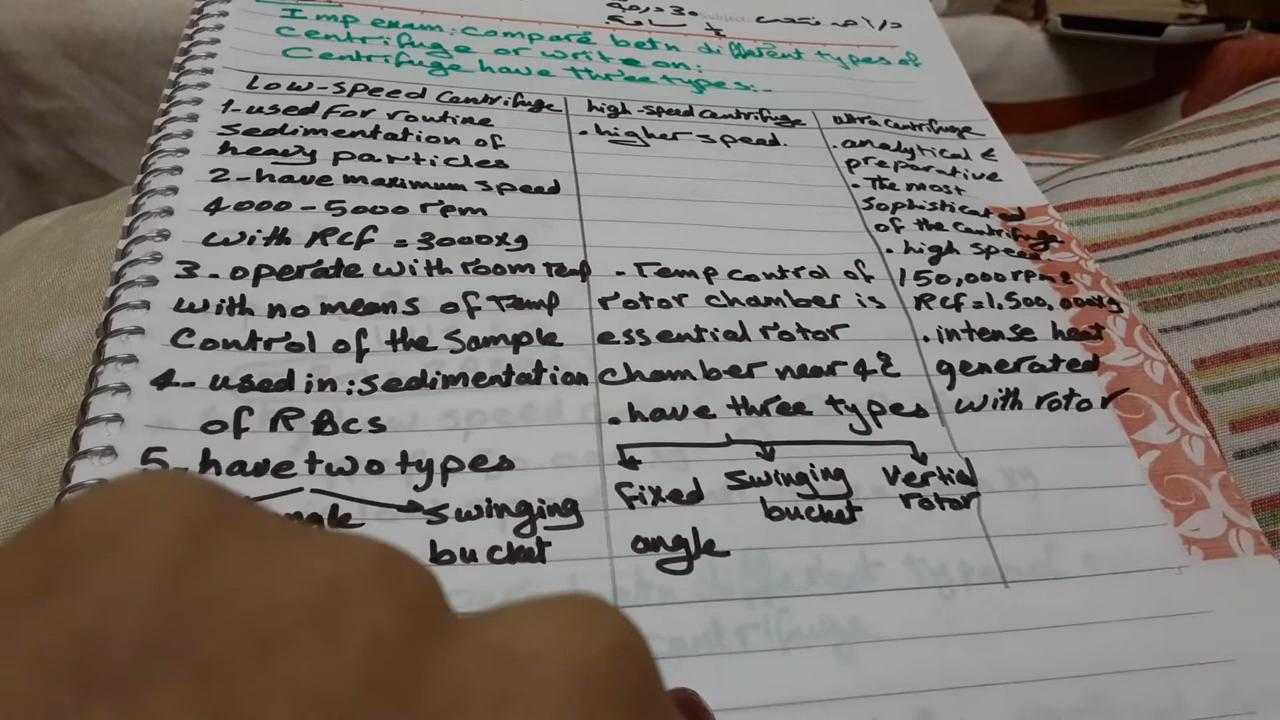 Subject:
Imp exam: compare betn different types of
Centrifuge or write on:
Centrifuge have three types:-
Low-speed Centrifuge
1-used for routine
sedimentation of
heavy particles
2-have maximum speed
4000-5000 rpm
with RCF = 3000xg
3-operate with room temp
with no means of Temp
Control of the Sample
4-used in: sedimentation
of RBcs
5-have two types
swinging
bucket
high-speed centrifuge
.higher speed.
-Temp control of
rotor chamber is
essential rotor
chamber near 4
.have three types
fixed
angle
swinging
bucket
vertical
rotor
ultra centrifuge
.analytical &
preparative
-The most
Sophisticated
of the centrifuge
.high speed
150,000 rpm
RCF=1,500,000xg
.intense heat
generated
with rotor